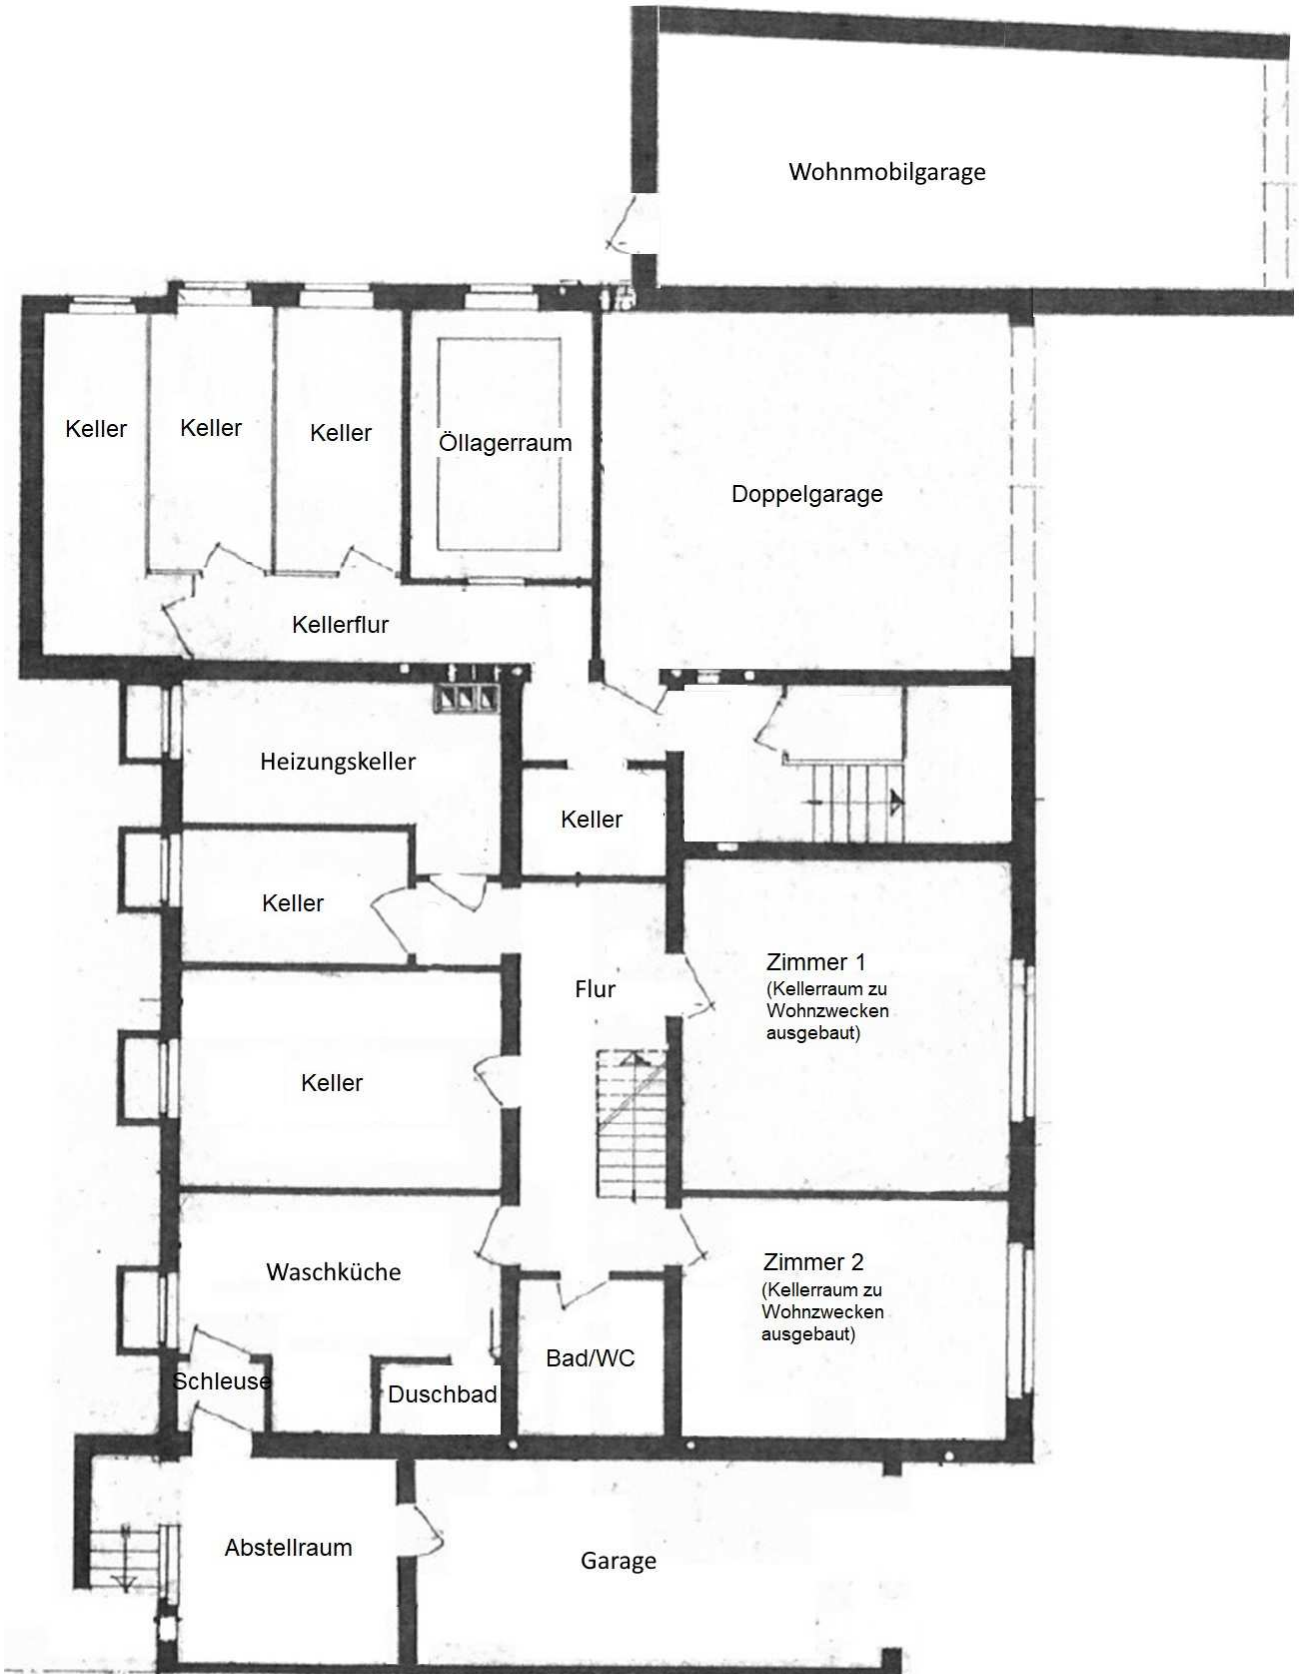 Wohnmobilgarage
Keller
Keller
Keller
Öllagerraum
Doppelgarage
Kellerflur
Heizungskeller
Keller
Keller
Zimmer 1
(Kellerraum zu
Wohnzwecken
ausgebaut)
Flur
Keller
Waschküche
Zimmer 2
(Kellerraum zu
Wohnzwecken
ausgebaut)
Bad/WC
Schleuse
Duschbad
Abstellraum
Garage